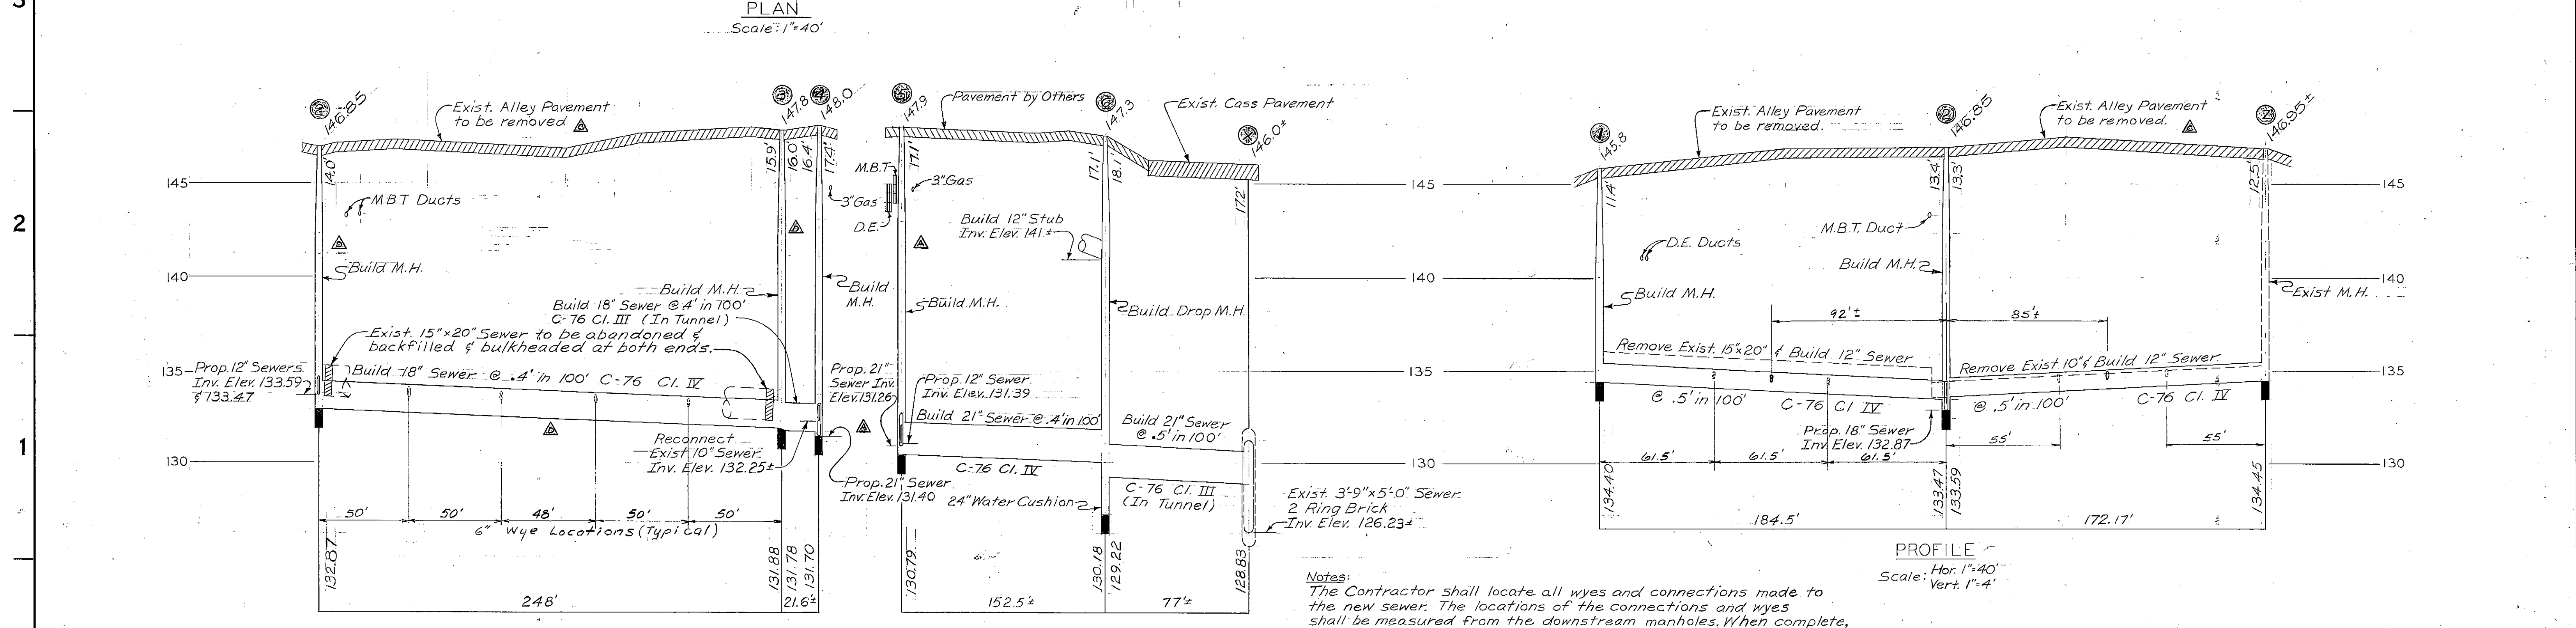 3
PLAN
Scale: 1"=40'
2
1
2
146.85
Exist. Alley Pavement
to be removed C
3
147.8
4
148.0
5
147.9
Pavement by Others
6
147.3
Exist. Cass Pavement
146.0±
14.0'
15.9'
16.0'
16.4'
17.4'
17.1'
17.1'
18.1'
17.2'
145
140
135
130
M.B.T Ducts
D
Build M.H.
Build M.H.
Build 18" Sewer @ 4' in 100'
C-76 Cl. III (In Tunnel)
Exist. 15"x20" Sewer to be abandoned &
backfilled & bulkheaded at both ends.
Prop. 12" Sewers
Inv. Elev. 133.59
& 133.47
Build 18" Sewer @ .4' in 100' C-76 Cl. IV
D
D
Reconnect
Exist 10" Sewer
Inv. Elev. 132.25±
50'
50'
48'
50'
50'
6" Wye Locations (Typical)
132.87
131.88
131.78
131.70
248'
21.6'±
Build
M.H.
3" Gas
M.B.T
D.E.
3" Gas
A
Build M.H.
Prop. 21"
Sewer Inv.
Elev. 131.26
Prop. 12" Sewer
Inv. Elev. 131.39
Build 21" Sewer @ .4' in 100'
C-76 Cl. IV
Prop. 21" Sewer
Inv. Elev. 131.40
24" Water Cushion
Build 12" Stub
Inv. Elev. 141±
Build Drop M.H.
Build 21" Sewer
@ .5' in 100'
C-76 Cl. III
(In Tunnel)
Exist. 3'-9"x5'-0" Sewer
2 Ring Brick
Inv. Elev. 126.23±
130.79
130.18
129.22
128.83
152.5'±
77'±
145
140
135
130
1
145.8
Exist. Alley Pavement
to be removed.
2
146.85
Exist. Alley Pavement
to be removed. C
146.95±
11.4'
13.4'
13.3'
12.5'
D.E. Ducts
M.B.T. Duct
Build M.H.
Build M.H.
Exist M.H.
92'±
85'±
Remove Exist. 15"x20" & Build 12" Sewer
Remove Exist 10" & Build 12" Sewer
@ .5' in 100'
C-76 Cl IV
@ .5' in 100'
C-76 Cl. IV
Prop. 18" Sewer
Inv Elev. 132.87
61.5'
61.5'
61.5'
55'
55'
134.40
133.47
133.59
134.45
184.5'
172.17'
145
140
135
130
PROFILE
Scale: Hor. 1"=40'
Vert. 1"=4'
Notes:
The Contractor shall locate all wyes and connections made to
the new sewer. The locations of the connections and wyes
shall be measured from the downstream manholes. When complete,